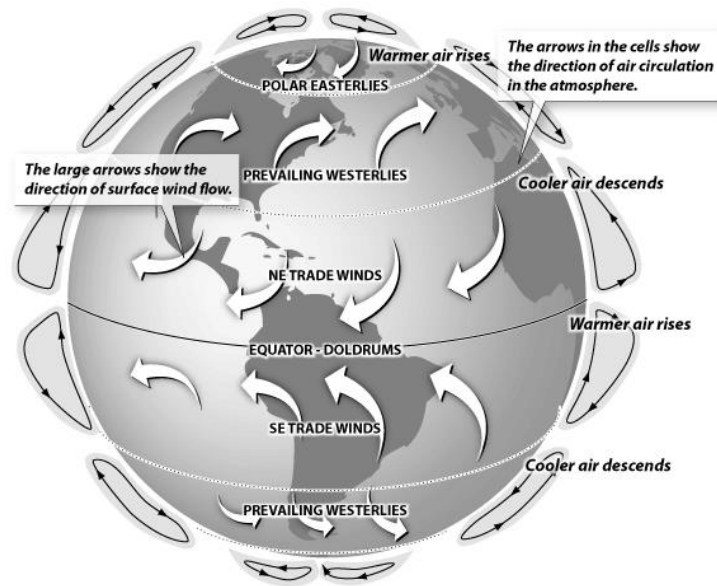 Warmer air rises
The arrows in the cells show
the direction of air circulation
in the atmosphere.
POLAR EASTERLIES
The large arrows show the
direction of surface wind flow.
PREVAILING WESTERLIES
Cooler air descends
NE TRADE WINDS
Warmer air rises
EQUATOR - DOLDRUMS
SE TRADE WINDS
Cooler air descends
PREVAILING WESTERLIES